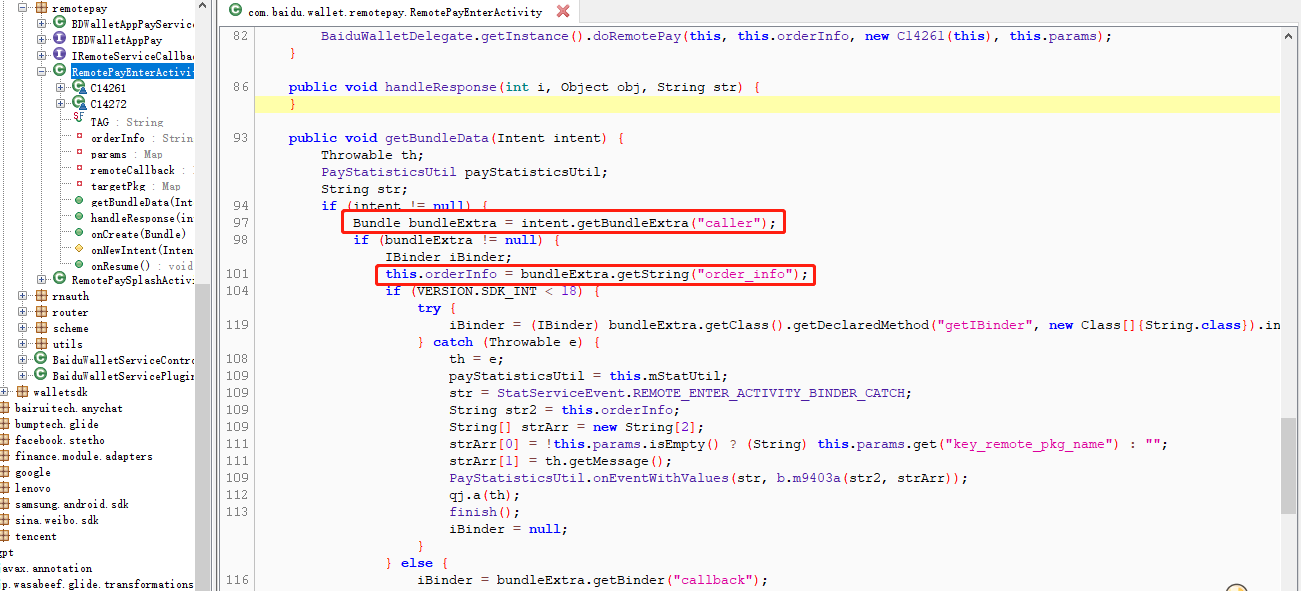 remotepay
BDWalletAppPayService
IBDWalletAppPay
IRemoteServiceCallbac
RemotePayEnterActivi
C14261
C14272
TAG : String
orderInfo : Strin
params : Map
remoteCallback :
targetPkg : Map
getBundleData(Int
handleResponse(in
onCreate(Bundle)
onNewIntent(Inten
onResume() : void
RemotePaySplashActiv
rnauth
router
scheme
utils
BaiduWalletServiceContro
BaiduWalletServicePlugin
walletsdk
bairuitech.anychat
bumptech.glide
facebook.stetho
finance.module.adapters
google
lenovo
samsung.android.sdk
sina.weibo.sdk
tencent
gpt
avax.annotation
p.wasabeef.glide.transformations
com.baidu.wallet.remotepay.RemotePayEnterActivity
82 BaiduWalletDelegate.getInstance().doRemotePay(this, this.orderInfo, new C14261(this), this.params);
}
86 public void handleResponse(int i, Object obj, String str) {
}
93 public void getBundleData(Intent intent) {
Throwable th;
PayStatisticsUtil payStatisticsUtil;
String str;
94 if (intent != null) {
97 Bundle bundleExtra = intent.getBundleExtra("caller");
98 if (bundleExtra != null) {
IBinder iBinder;
101 this.orderInfo = bundleExtra.getString("order_info");
104 if (VERSION.SDK_INT < 18) {
try {
119 iBinder = (IBinder) bundleExtra.getClass().getDeclaredMethod("getIBinder", new Class[]{String.class}).in
} catch (Throwable e) {
108 th = e;
109 payStatisticsUtil = this.mStatUtil;
109 str = StatServiceEvent.REMOTE_ENTER_ACTIVITY_BINDER_CATCH;
109 String str2 = this.orderInfo;
109 String[] strArr = new String[2];
111 strArr[0] = !this.params.isEmpty() ? (String) this.params.get("key_remote_pkg_name") : "";
111 strArr[1] = th.getMessage();
109 PayStatisticsUtil.onEventWithValues(str, b.m9403a(str2, strArr));
112 qj.a(th);
113 finish();
iBinder = null;
}
} else {
116 iBinder = bundleExtra.getBinder("callback");